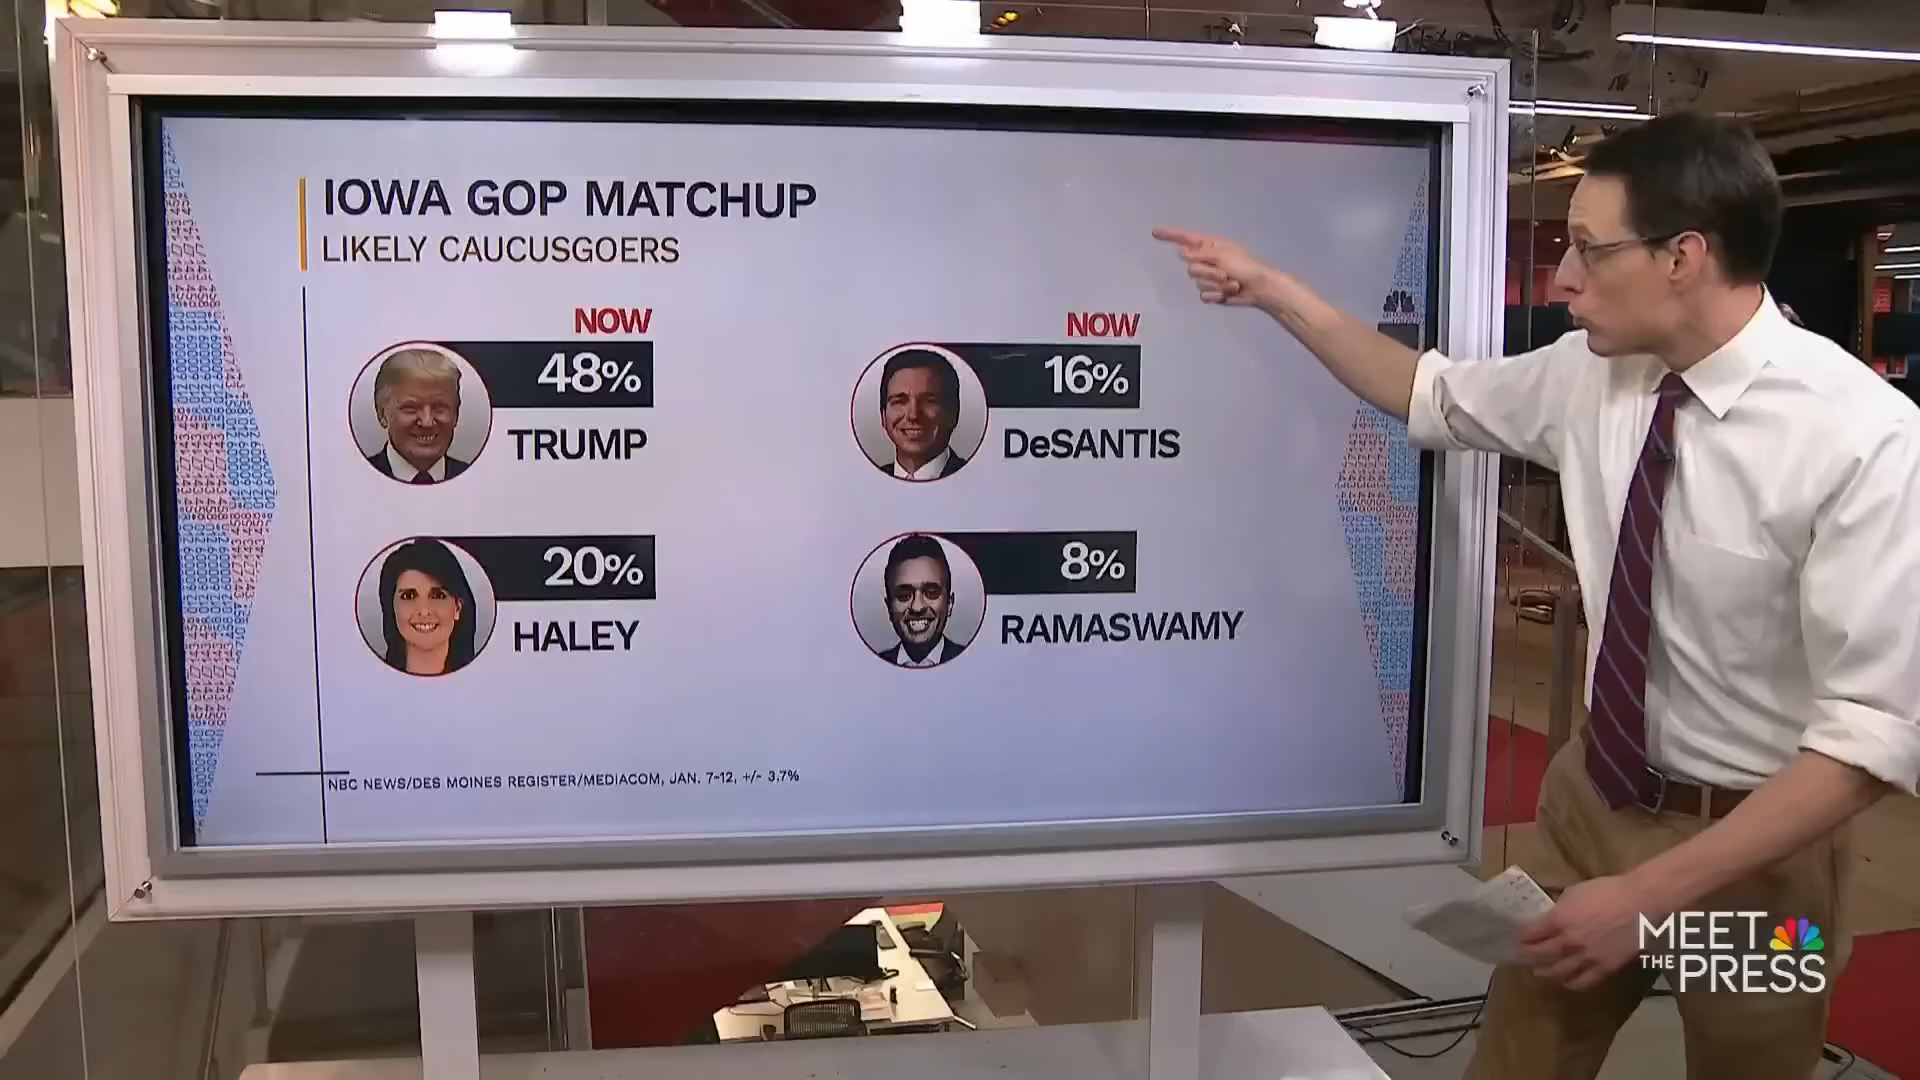 IOWA GOP MATCHUP
LIKELY CAUCUSGOERS
NOW
48%
TRUMP
NOW
16%
DeSANTIS
20%
HALEY
8%
RAMASWAMY
NBC NEWS/DES MOINES REGISTER/MEDIACOM, JAN. 7-12, +/- 3.7%
MEET
THE PRESS